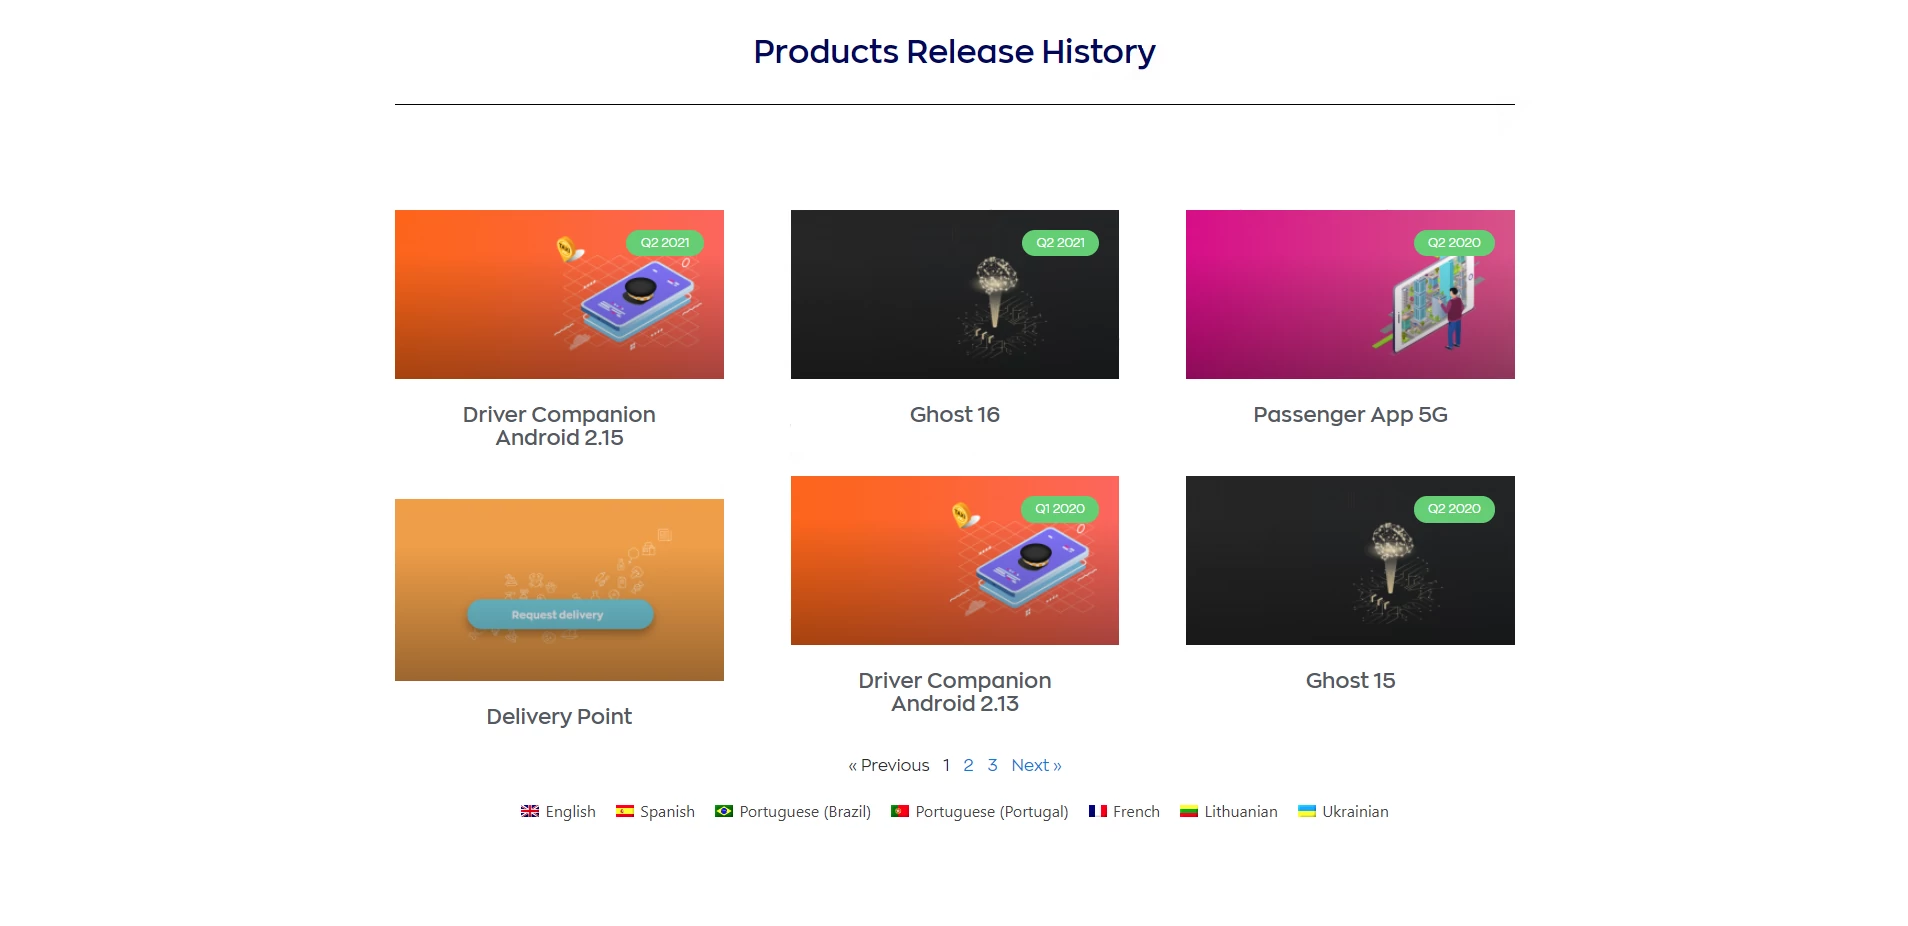 Products Release History
Q2 2021
Q2 2021
Q2 2020
TAXI
Driver Companion
Android 2.15
Ghost 16
Passenger App 5G
Q1 2020
Q2 2020
TAXI
Request delivery
Driver Companion
Android 2.13
Ghost 15
Delivery Point
« Previous 1 2 3 Next »
English Spanish Portuguese (Brazil) Portuguese (Portugal) French Lithuanian Ukrainian